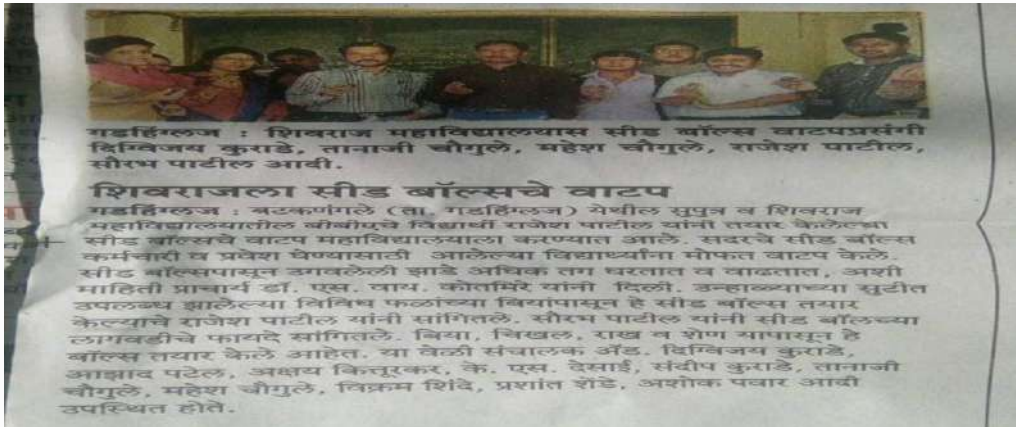 गडहिंग्लज : शिवराज महाविद्यालयास सीड बॉल्स वाटपप्रसंगी
दिग्विजय कुराडे, तानाजी चौगुले, महेश चौगुले, राजेश पाटील,
सौरभ पाटील आदी.
शिवराजला सीड बॉल्सचे वाटप
गडहिंग्लज : बटकणंगले (ता. गडहिंग्लज) येथील सुपुत्र व शिवराज
महाविद्यालयातील बीबीएचे विद्यार्थी राजेश पाटील यांनी तयार केलेल्या
सीड बॉल्सचे वाटप महाविद्यालयाला करण्यात आले. सदरचे सीड बॉल्स
कर्मचारी व प्रवेश घेण्यासाठी आलेल्या विद्यार्थ्यांना मोफत वाटप केले.
सीड बॉल्सपासून उगवलेली झाडे अधिक तग धरतात व वाढतात, अशी
माहिती प्राचार्य डॉ. एस. वाय. कोतमिरे यांनी दिली. उन्हाळ्याच्या सुटीत
उपलब्ध झालेल्या विविध फळांच्या बियांपासून हे सीड बॉल्स तयार
केल्याचे राजेश पाटील यांनी सांगितले. सौरभ पाटील यांनी सीड बॉलच्या
लागवडीचे फायदे सांगितले. बिया, चिखल, राख व शेण यापासून हे
बॉल्स तयार केले आहेत. या वेळी संचालक अॅड. दिग्विजय कुराडे,
आझाद पटेल, अक्षय कित्तूरकर, के. एस. देसाई, संदीप कुराडे, तानाजी
चौगुले, महेश चौगुले, विक्रम शिंदे, प्रशांत शेंडे, अशोक पवार आदी
उपस्थित होते.